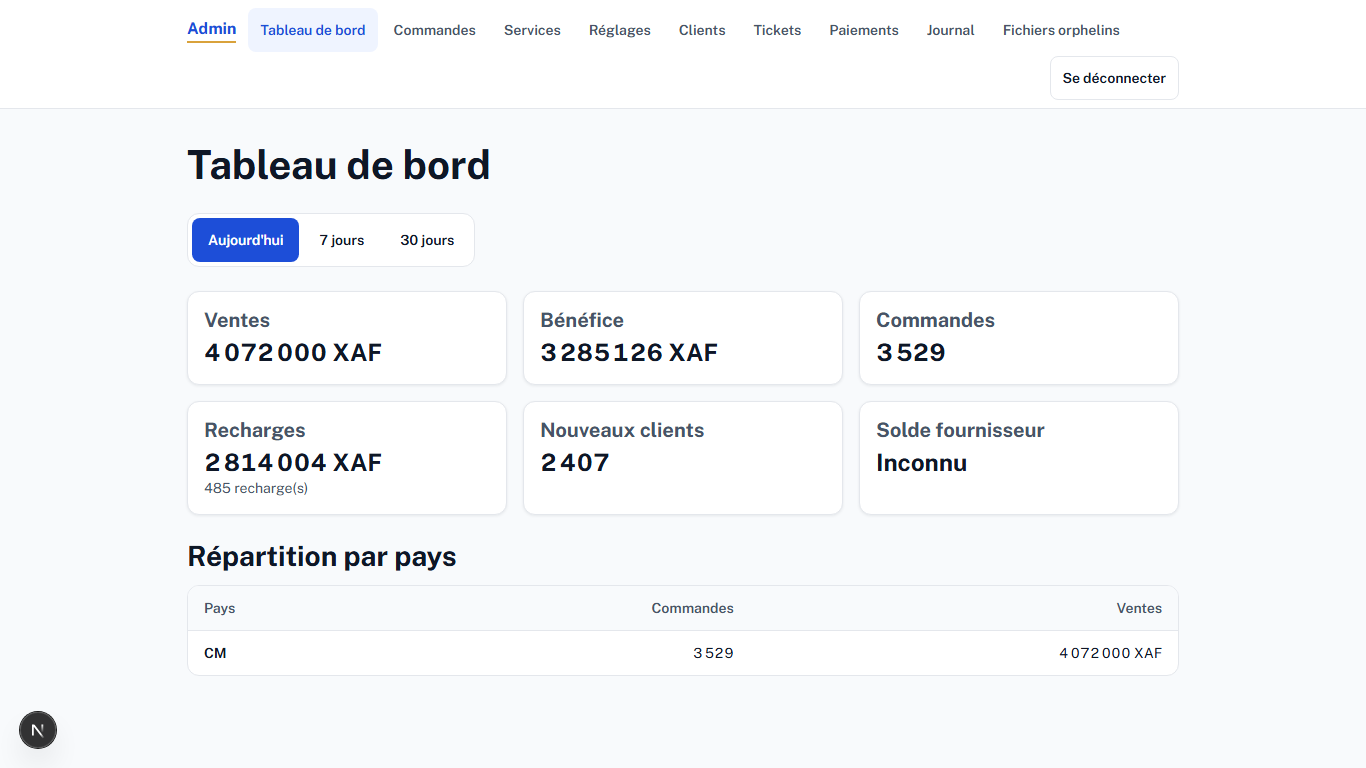 Admin Tableau de bord Commandes Services Réglages Clients Tickets Paiements Journal Fichiers orphelins
Se déconnecter
Tableau de bord
Aujourd'hui 7 jours 30 jours
Ventes Bénéfice Commandes
4 072 000 XAF 3 285 126 XAF 3 529
Recharges Nouveaux clients Solde fournisseur
2 814 004 XAF 2 407 Inconnu
485 recharge(s)
Répartition par pays
Pays Commandes Ventes
CM 3 529 4 072 000 XAF
N